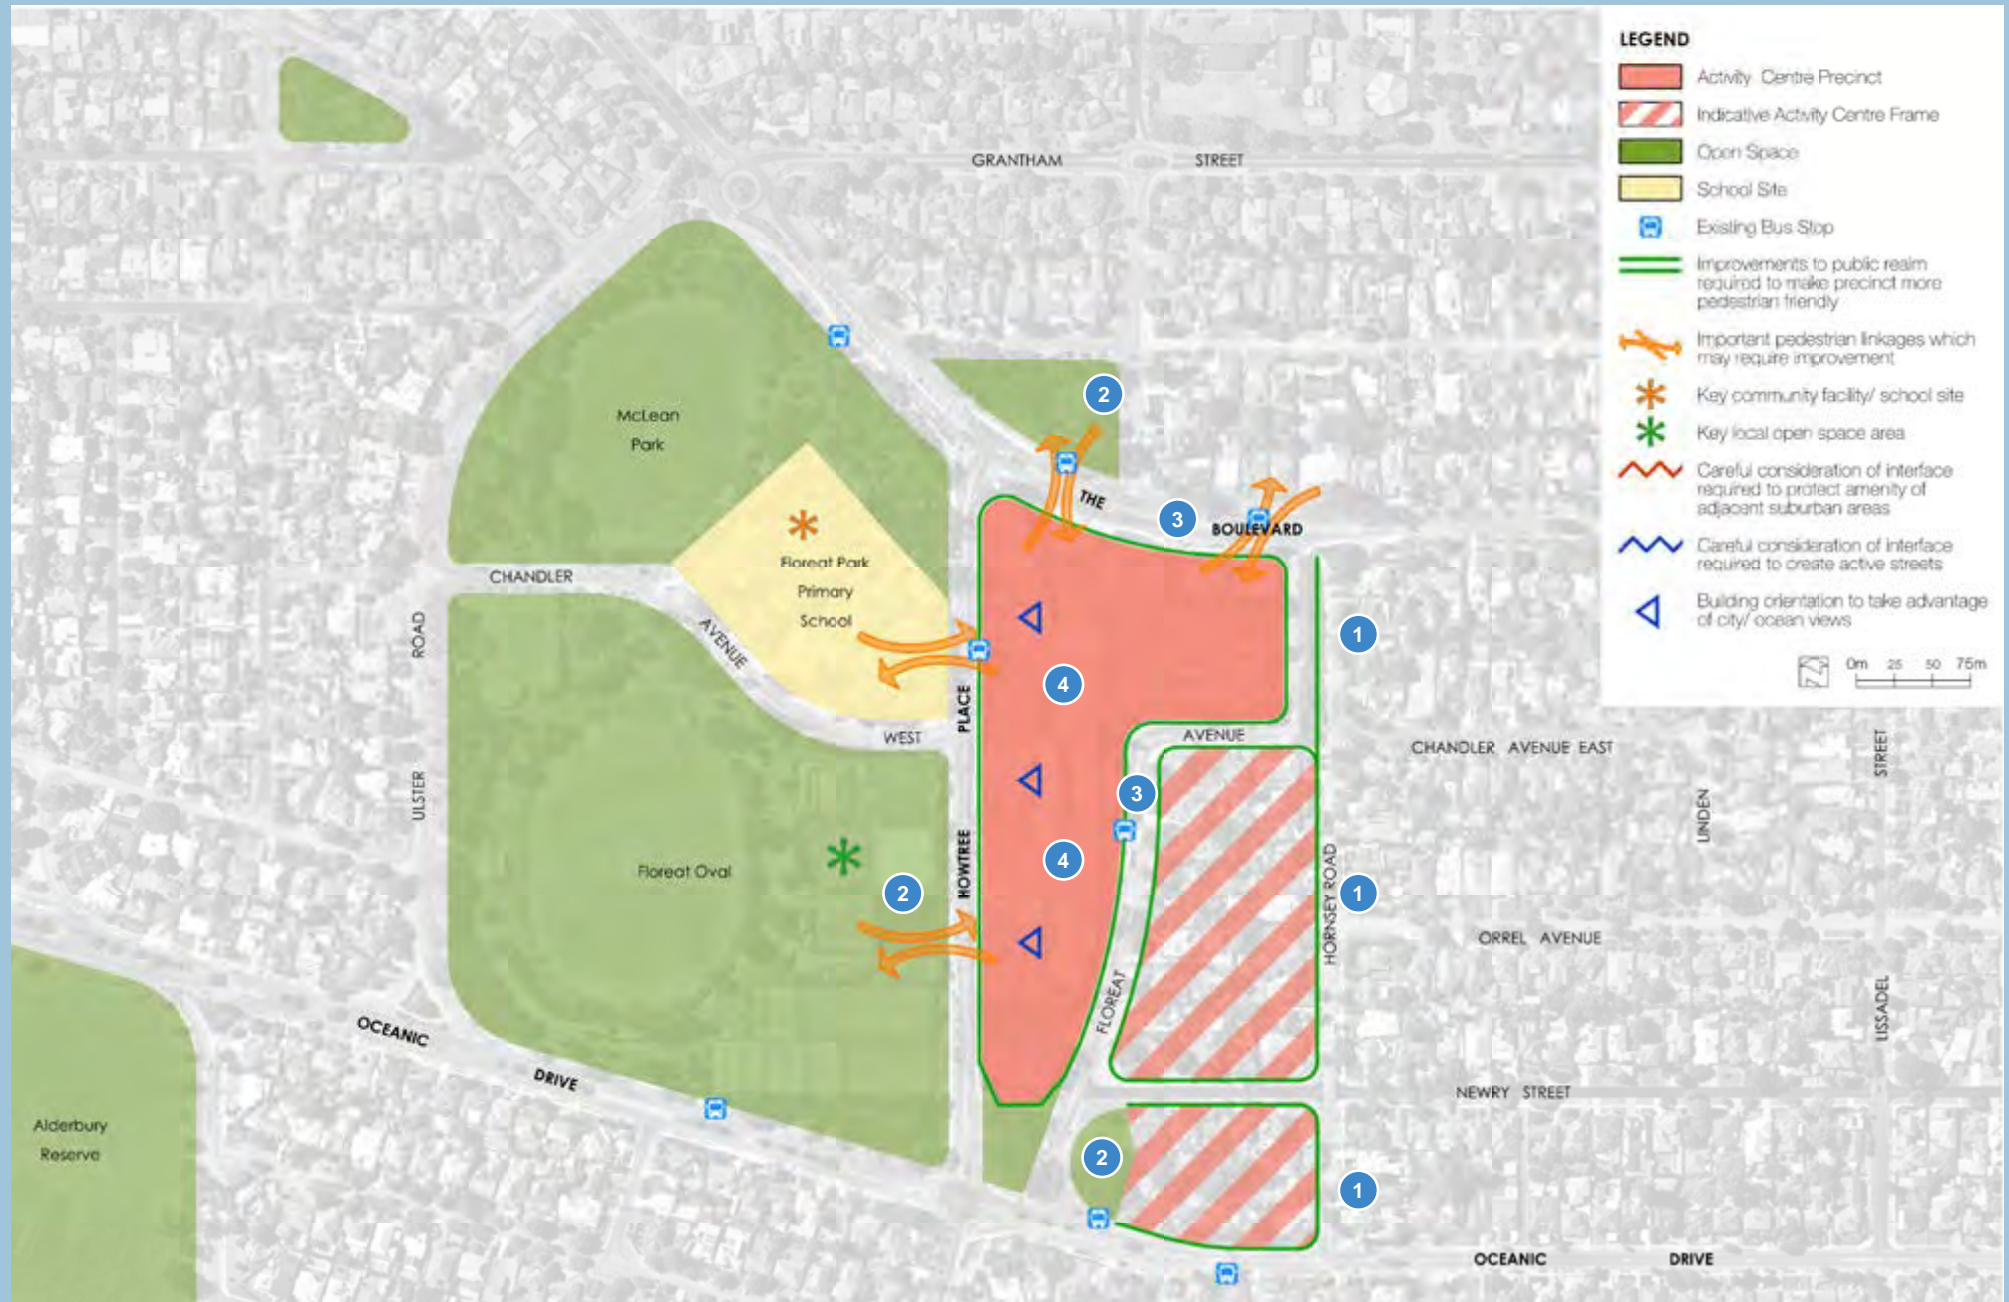 LEGEND
Activity Centre Precinct
Indicative Activity Centre Frame
Open Space
School Site
Existing Bus Stop
Improvements to public realm
required to make precinct more
pedestrian friendly
Important pedestrian linkages which
may require improvement
Key community facility/ school site
Key local open space area
Careful consideration of interface
required to protect amenity of
adjacent suburban areas
Careful consideration of interface
required to create active streets
Building orientation to take advantage
of city/ ocean views
0m 25 50 75m
GRANTHAM STREET
McLean
Park
2
THE
3
BOULEVARD
Floreat Park
Primary
School
CHANDLER
AVENUE
WEST
ROAD
ULSTER
1
4
PLACE
HOWTREE
AVENUE
CHANDLER AVENUE EAST
STREET
LINDEN
3
4
Floreat Oval
2
HORNSEY ROAD
1
ORREL AVENUE
FLOREAT
LISSADEL
OCEANIC
DRIVE
NEWRY STREET
Alderbury
Reserve
2
1
OCEANIC DRIVE